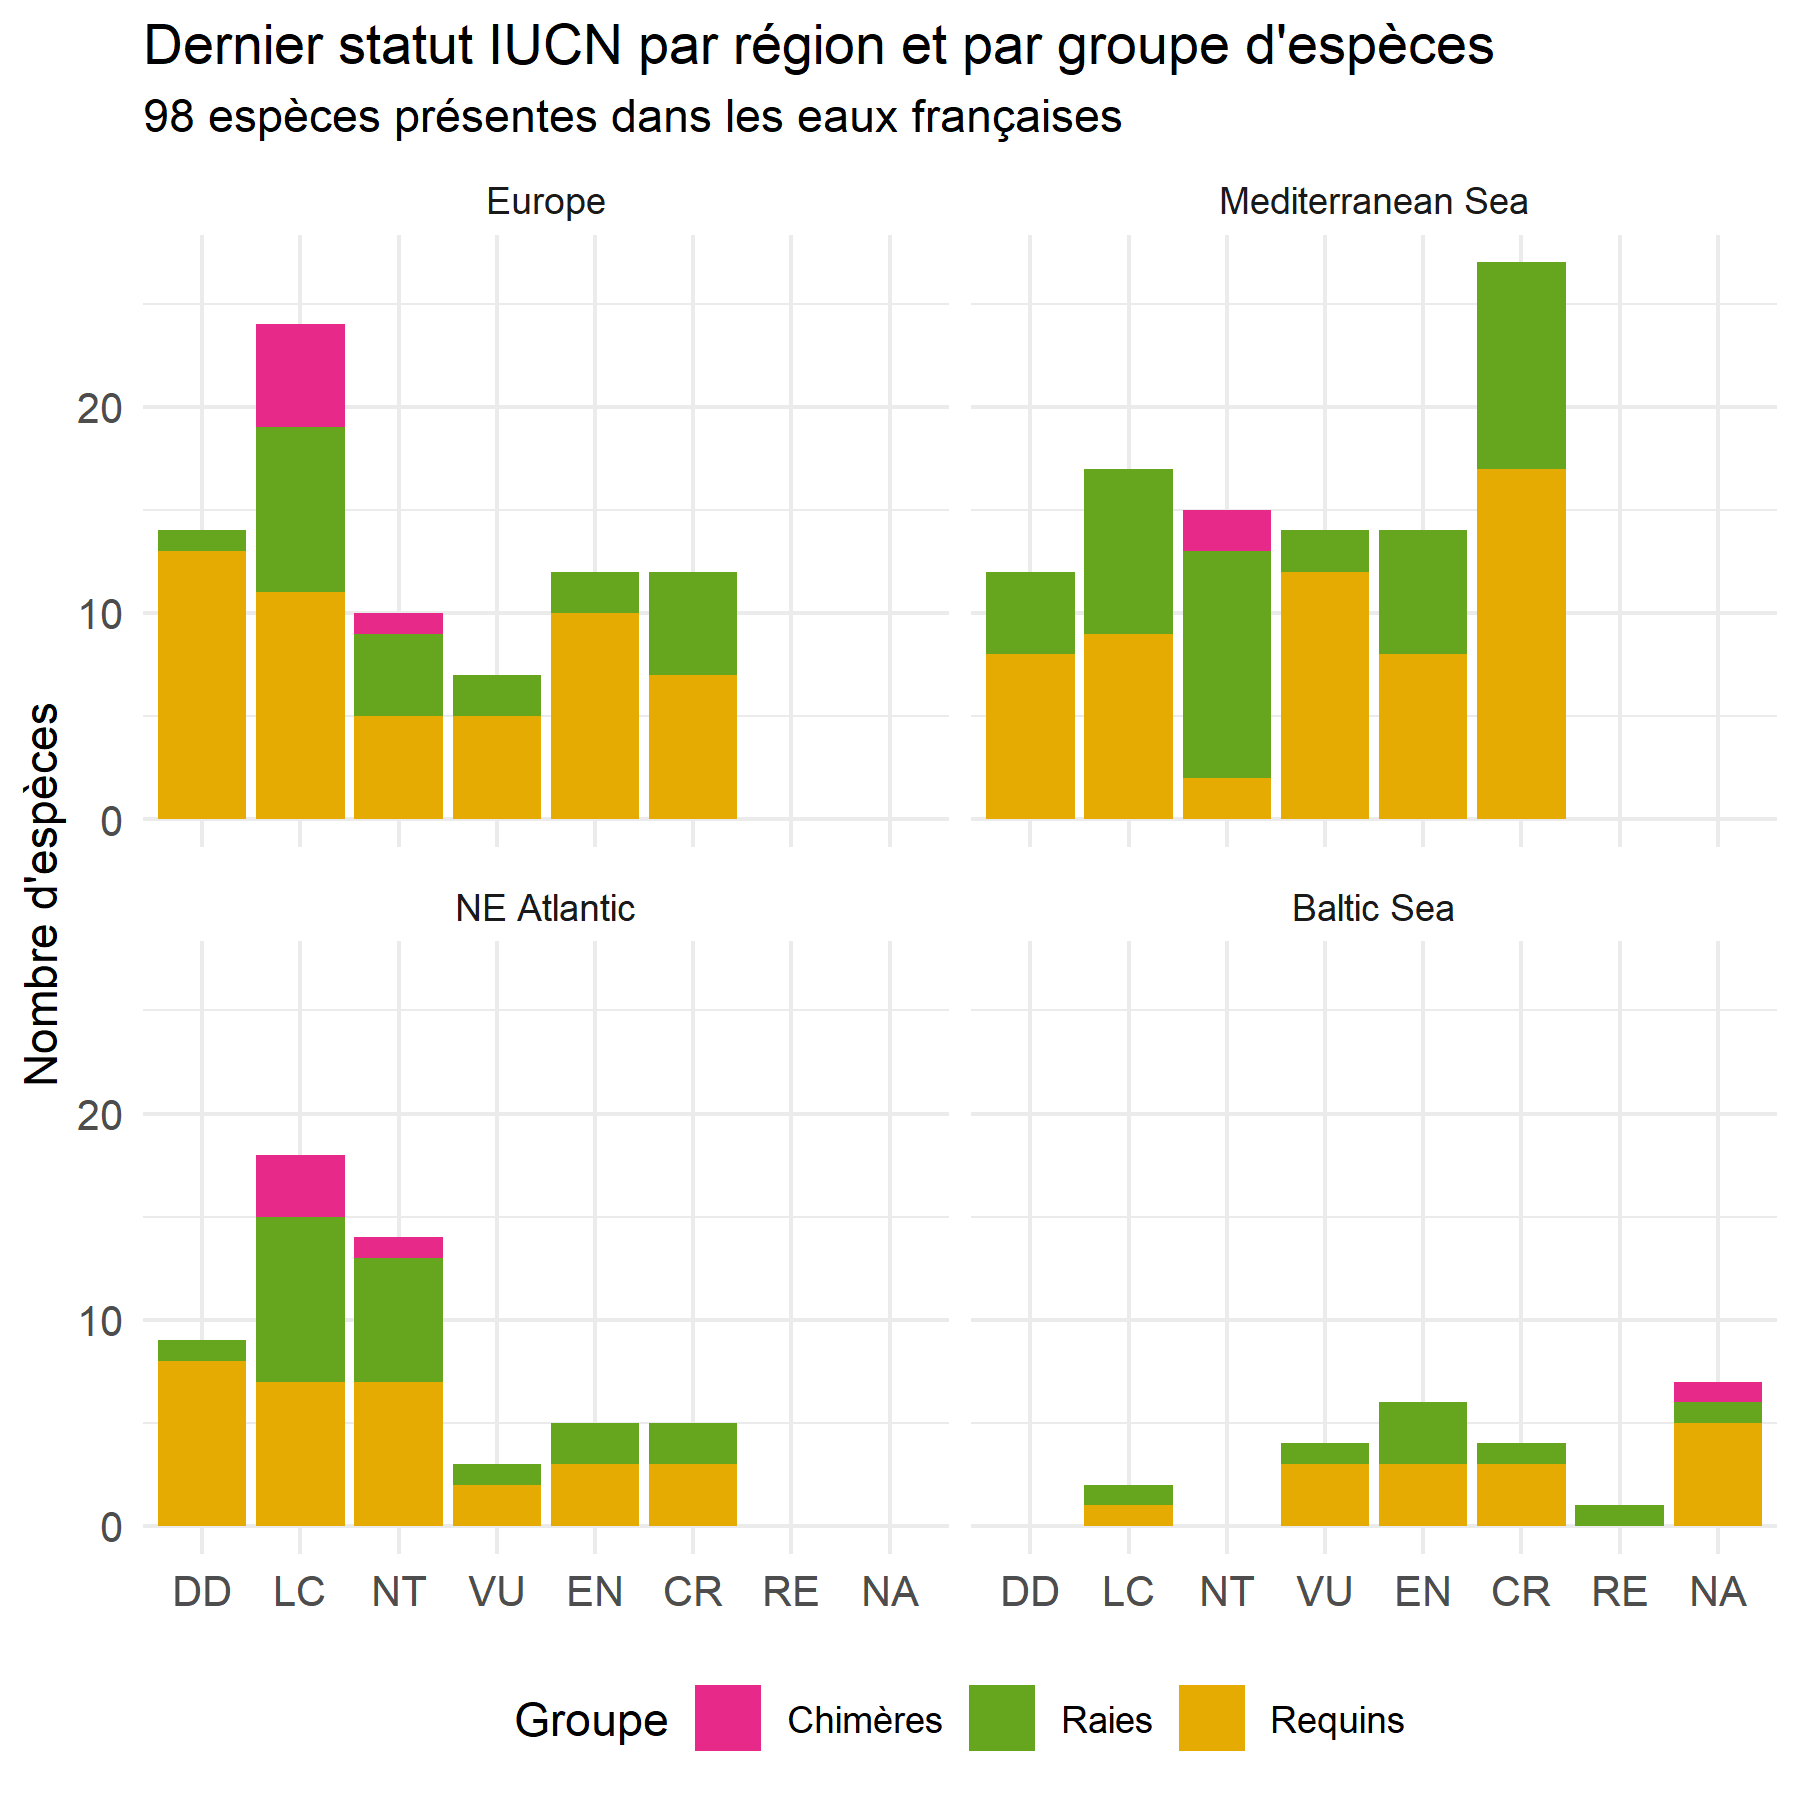 Dernier statut IUCN par région et par groupe d'espèces
98 espèces présentes dans les eaux françaises
Europe
Mediterranean Sea
20
10
0
Nombre d'espèces
NE Atlantic
Baltic Sea
20
10
0
DD LC NT VU EN CR RE NA
DD LC NT VU EN CR RE NA
Groupe Chimères Raies Requins